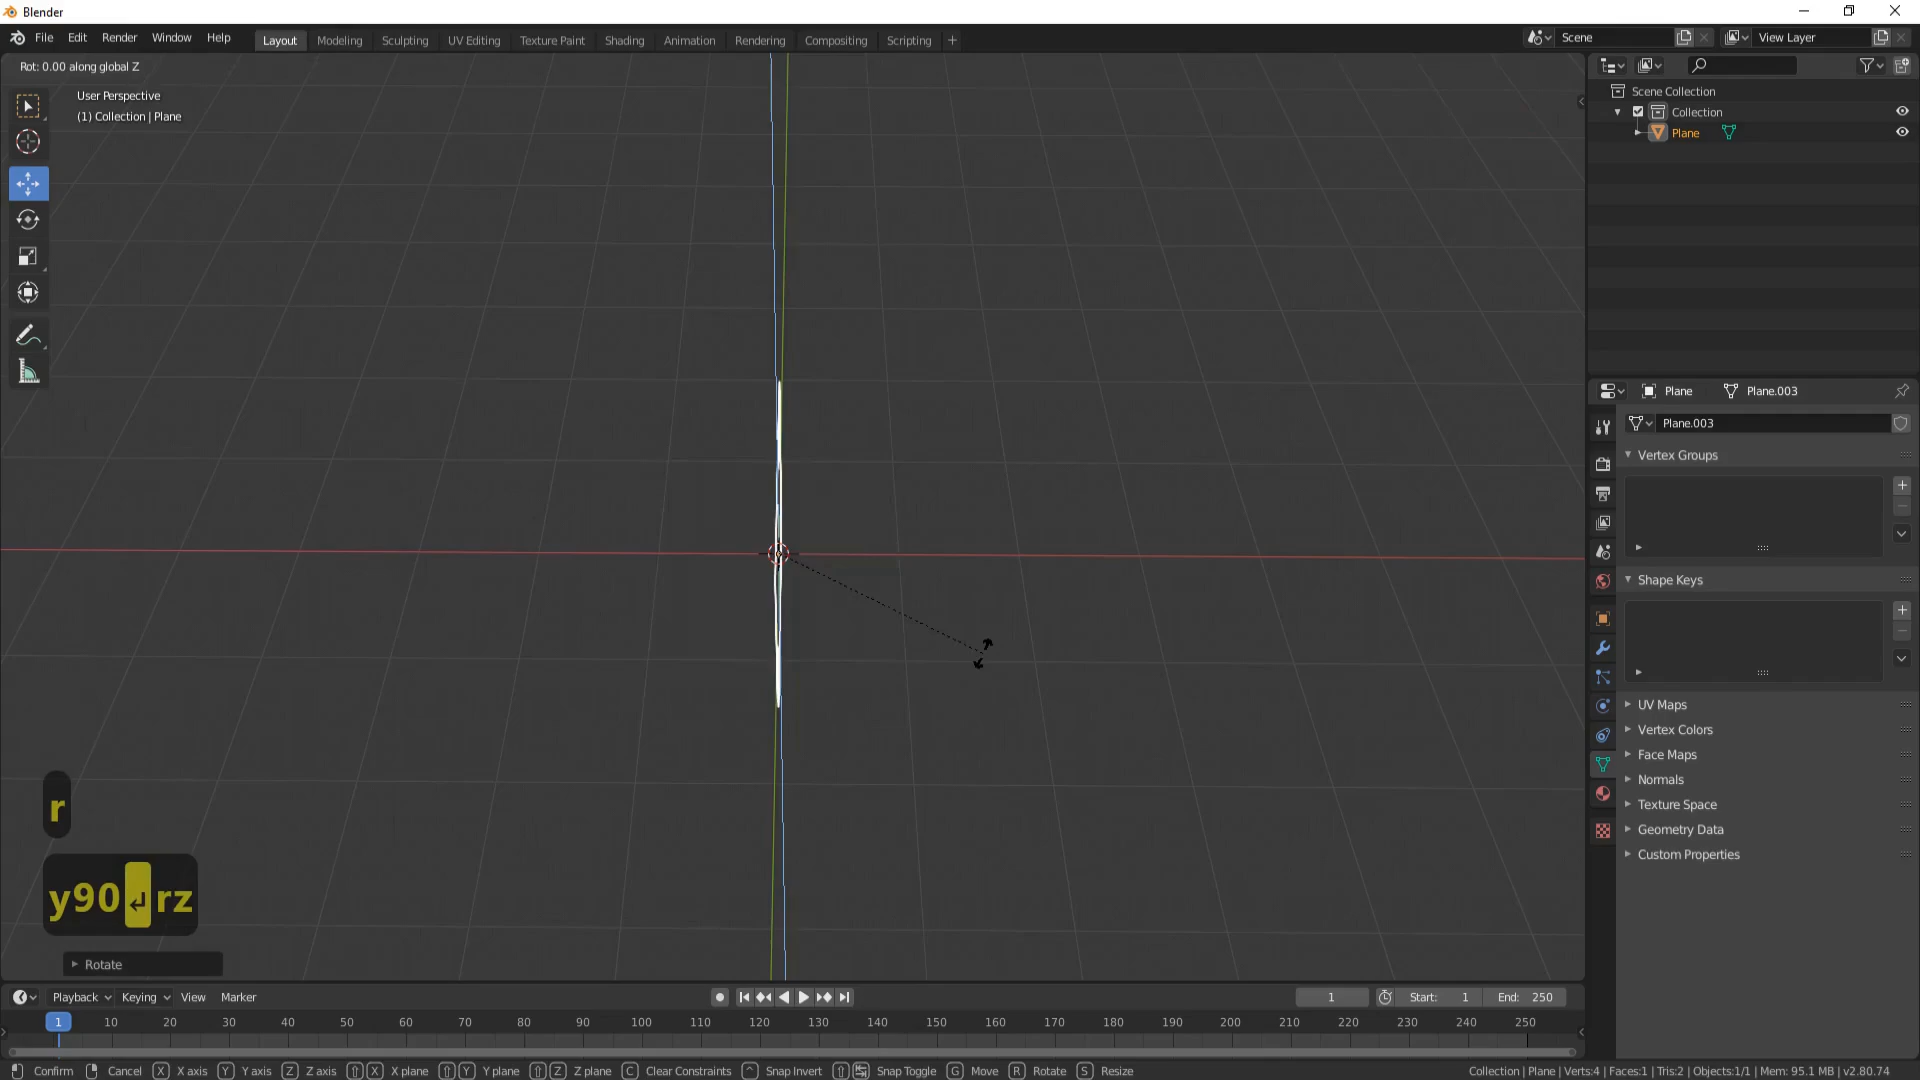 Blender
File Edit Render Window Help
Layout Modeling Sculpting UV Editing Texture Paint Shading Animation Rendering Compositing Scripting +
Scene
View Layer
Rot: 0.00 along global Z
User Perspective
(1) Collection | Plane
Scene Collection
Collection
Plane
Plane Plane.003
Plane.003
Vertex Groups
Shape Keys
UV Maps
Vertex Colors
Face Maps
Normals
Texture Space
Geometry Data
Custom Properties
r
y90↲rz
Rotate
Playback Keying View Marker
1 Start: 1 End: 250
1 10 20 30 40 50 60 70 80 90 100 110 120 130 140 150 160 170 180 190 200 210 220 230 240 250
Confirm Cancel X X axis Y Y axis Z Z axis X X plane Y Y plane Z Z plane C Clear Constraints ^ Snap Invert Snap Toggle G Move R Rotate S Resize
Collection | Plane | Verts:4 | Faces:1 | Tris:2 | Objects:1/1 | Mem: 95.1 MB | v2.80.74